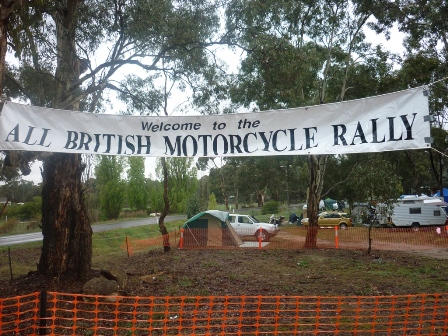 Welcome to the
ALL BRITISH MOTORCYCLE RALLY